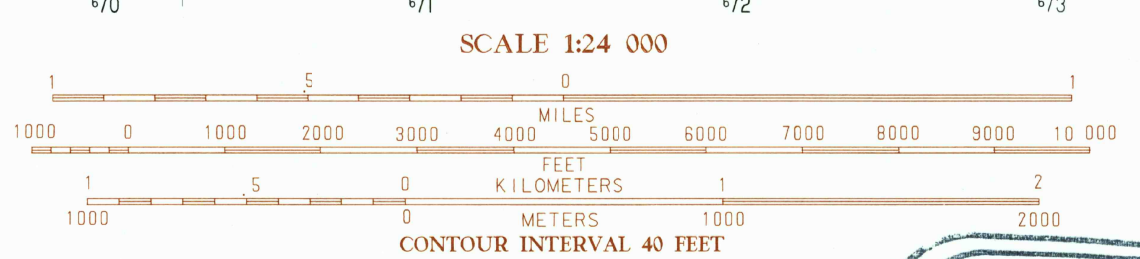 670 671 672 673
SCALE 1:24 000
1 .5 0 1
MILES
1000 0 1000 2000 3000 4000 5000 6000 7000 8000 9000 10 000
FEET
1 .5 0 KILOMETERS 1 2
1000 0 METERS 1000 2000
CONTOUR INTERVAL 40 FEET